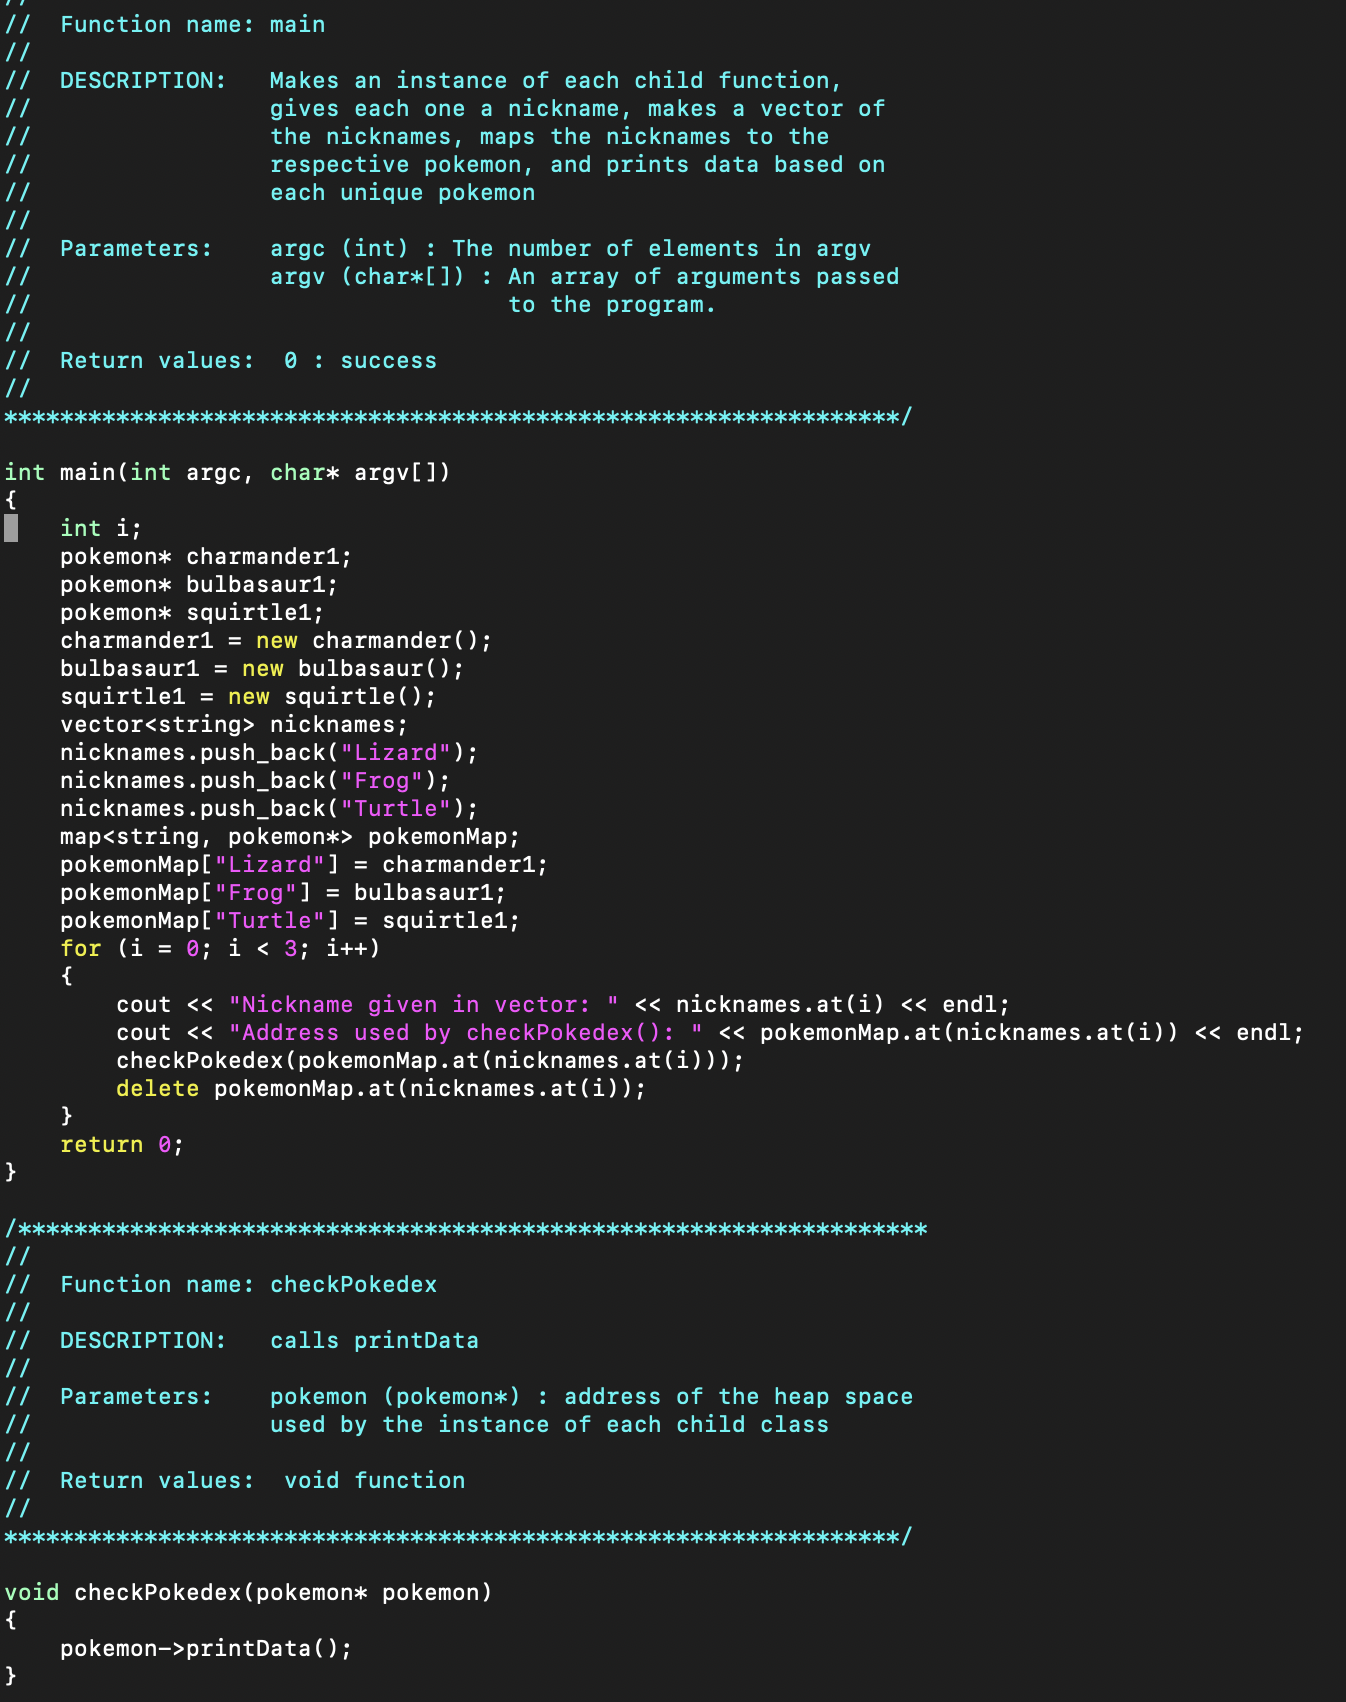 //
//  Function name: main
//
//  DESCRIPTION:   Makes an instance of each child function,
//                 gives each one a nickname, makes a vector of
//                 the nicknames, maps the nicknames to the
//                 respective pokemon, and prints data based on
//                 each unique pokemon
//
//  Parameters:    argc (int) : The number of elements in argv
//                 argv (char*[]) : An array of arguments passed
//                                  to the program.
//
//  Return values:  0 : success
//
****************************************************************/

int main(int argc, char* argv[])
{
    int i;
    pokemon* charmander1;
    pokemon* bulbasaur1;
    pokemon* squirtle1;
    charmander1 = new charmander();
    bulbasaur1 = new bulbasaur();
    squirtle1 = new squirtle();
    vector<string> nicknames;
    nicknames.push_back("Lizard");
    nicknames.push_back("Frog");
    nicknames.push_back("Turtle");
    map<string, pokemon*> pokemonMap;
    pokemonMap["Lizard"] = charmander1;
    pokemonMap["Frog"] = bulbasaur1;
    pokemonMap["Turtle"] = squirtle1;
    for (i = 0; i < 3; i++)
    {
        cout << "Nickname given in vector: " << nicknames.at(i) << endl;
        cout << "Address used by checkPokedex(): " << pokemonMap.at(nicknames.at(i)) << endl;
        checkPokedex(pokemonMap.at(nicknames.at(i)));
        delete pokemonMap.at(nicknames.at(i));
    }
    return 0;
}

/*****************************************************************
//
//  Function name: checkPokedex
//
//  DESCRIPTION:   calls printData
//
//  Parameters:    pokemon (pokemon*) : address of the heap space
//                 used by the instance of each child class
//
//  Return values:  void function
//
****************************************************************/

void checkPokedex(pokemon* pokemon)
{
    pokemon->printData();
}